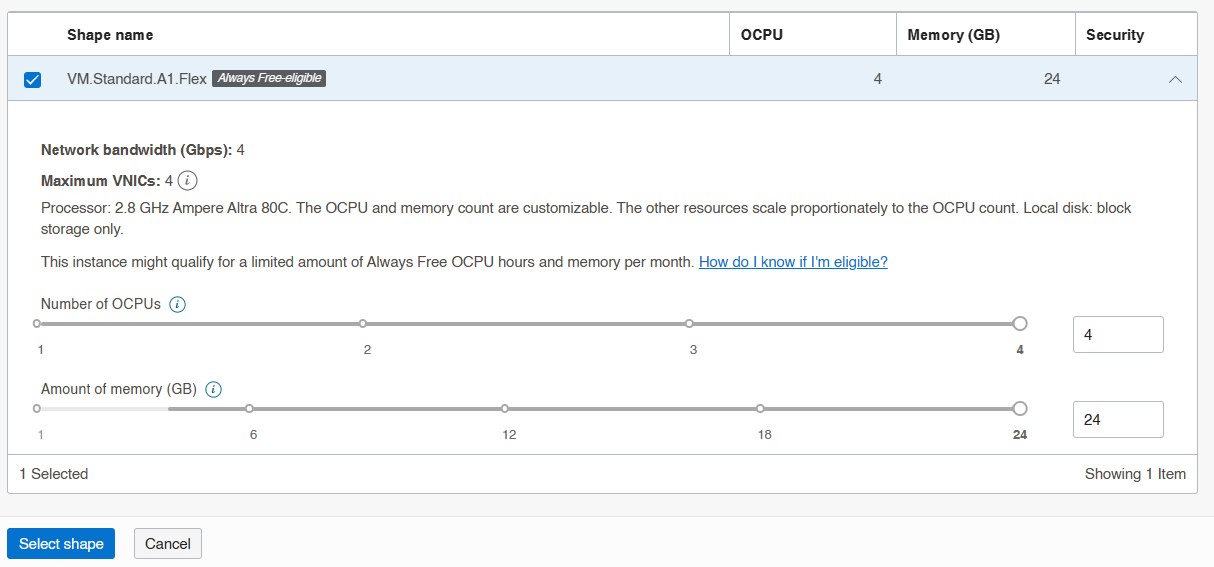 Shape name OCPU Memory (GB) Security
VM.Standard.A1.Flex Always Free-eligible 4 24
Network bandwidth (Gbps): 4
Maximum VNICs: 4 i
Processor: 2.8 GHz Ampere Altra 80C. The OCPU and memory count are customizable. The other resources scale proportionately to the OCPU count. Local disk: block
storage only.
This instance might qualify for a limited amount of Always Free OCPU hours and memory per month. How do I know if I'm eligible?
Number of OCPUs i
4
1 2 3 4
Amount of memory (GB) i
24
1 6 12 18 24
1 Selected Showing 1 Item
Select shape Cancel